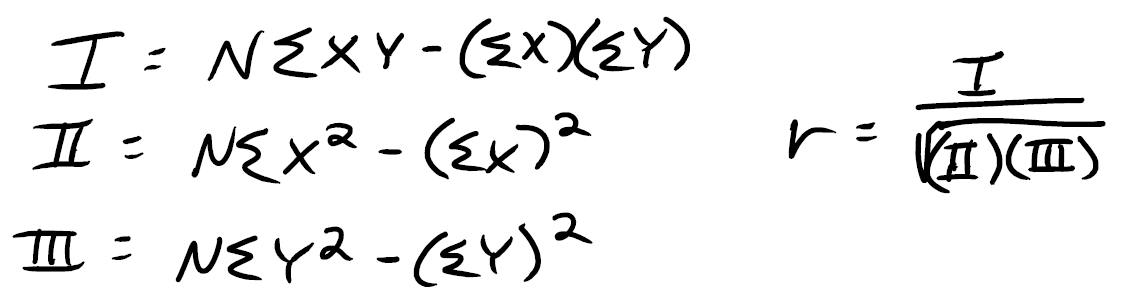 I = NΣXY - (ΣX)(ΣY)
II = NΣX² - (ΣX)²
III = NΣY² - (ΣY)²
r = I / √(II)(III)